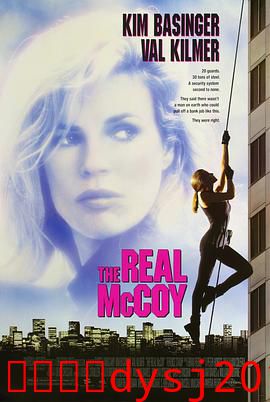 KIM BASINGER
VAL KILMER
20 guards.
30 tons of steel.
A security system
second to none.
They said there wasn't
a man on earth who could
pull off a bank job like this.
They were right.
THE REAL
McCOY
dysj20